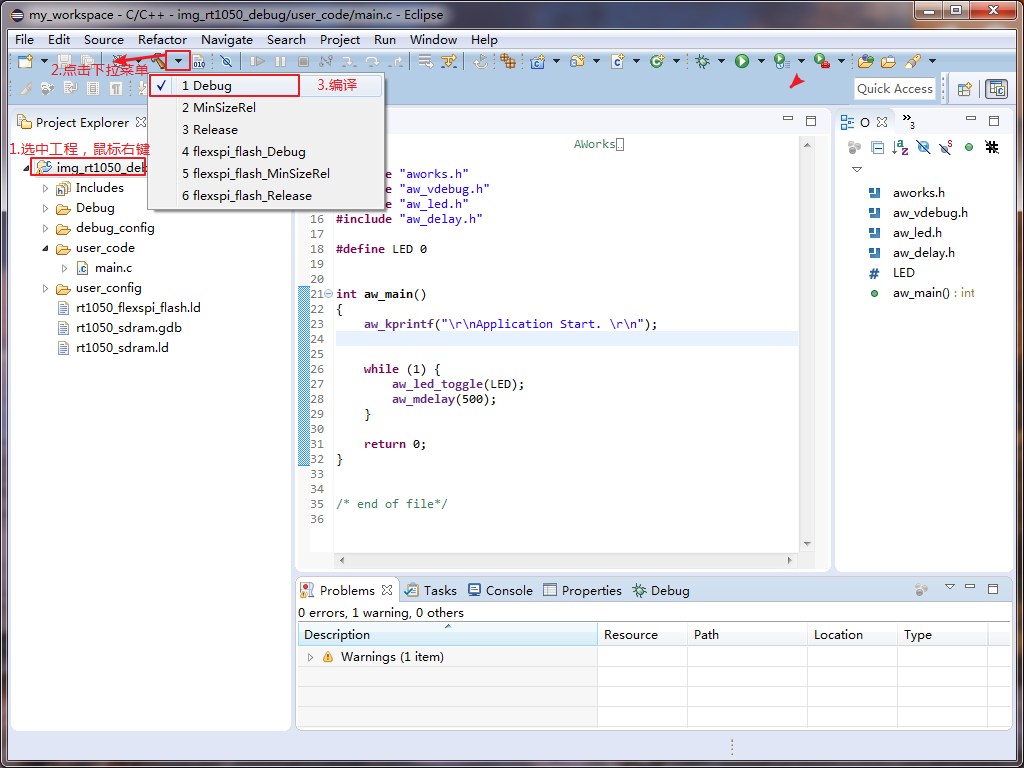 my_workspace - C/C++ - img_rt1050_debug/user_code/main.c - Eclipse
File Edit Source Refactor Navigate Search Project Run Window Help
010
2.点击下拉菜单
1 Debug
3.编译
2 MinSizeRel
3 Release
4 flexspi_flash_Debug
5 flexspi_flash_MinSizeRel
6 flexspi_flash_Release
Quick Access
Project Explorer
1.选中工程，鼠标右键
img_rt1050_deb
Includes
Debug
debug_config
user_code
main.c
user_config
rt1050_flexspi_flash.ld
rt1050_sdram.gdb
rt1050_sdram.ld
AWorks
"aworks.h"
"aw_vdebug.h"
"aw_led.h"
16 #include "aw_delay.h"
17
18 #define LED 0
19
20
21 int aw_main()
22 {
23 aw_kprintf("\r\nApplication Start. \r\n");
24
25
26 while (1) {
27 aw_led_toggle(LED);
28 aw_mdelay(500);
29 }
30
31 return 0;
32 }
33
34
35 /* end of file*/
36
O
»3
aworks.h
aw_vdebug.h
aw_led.h
aw_delay.h
# LED
aw_main() : int
Problems Tasks Console Properties Debug
0 errors, 1 warning, 0 others
Description Resource Path Location Type
Warnings (1 item)